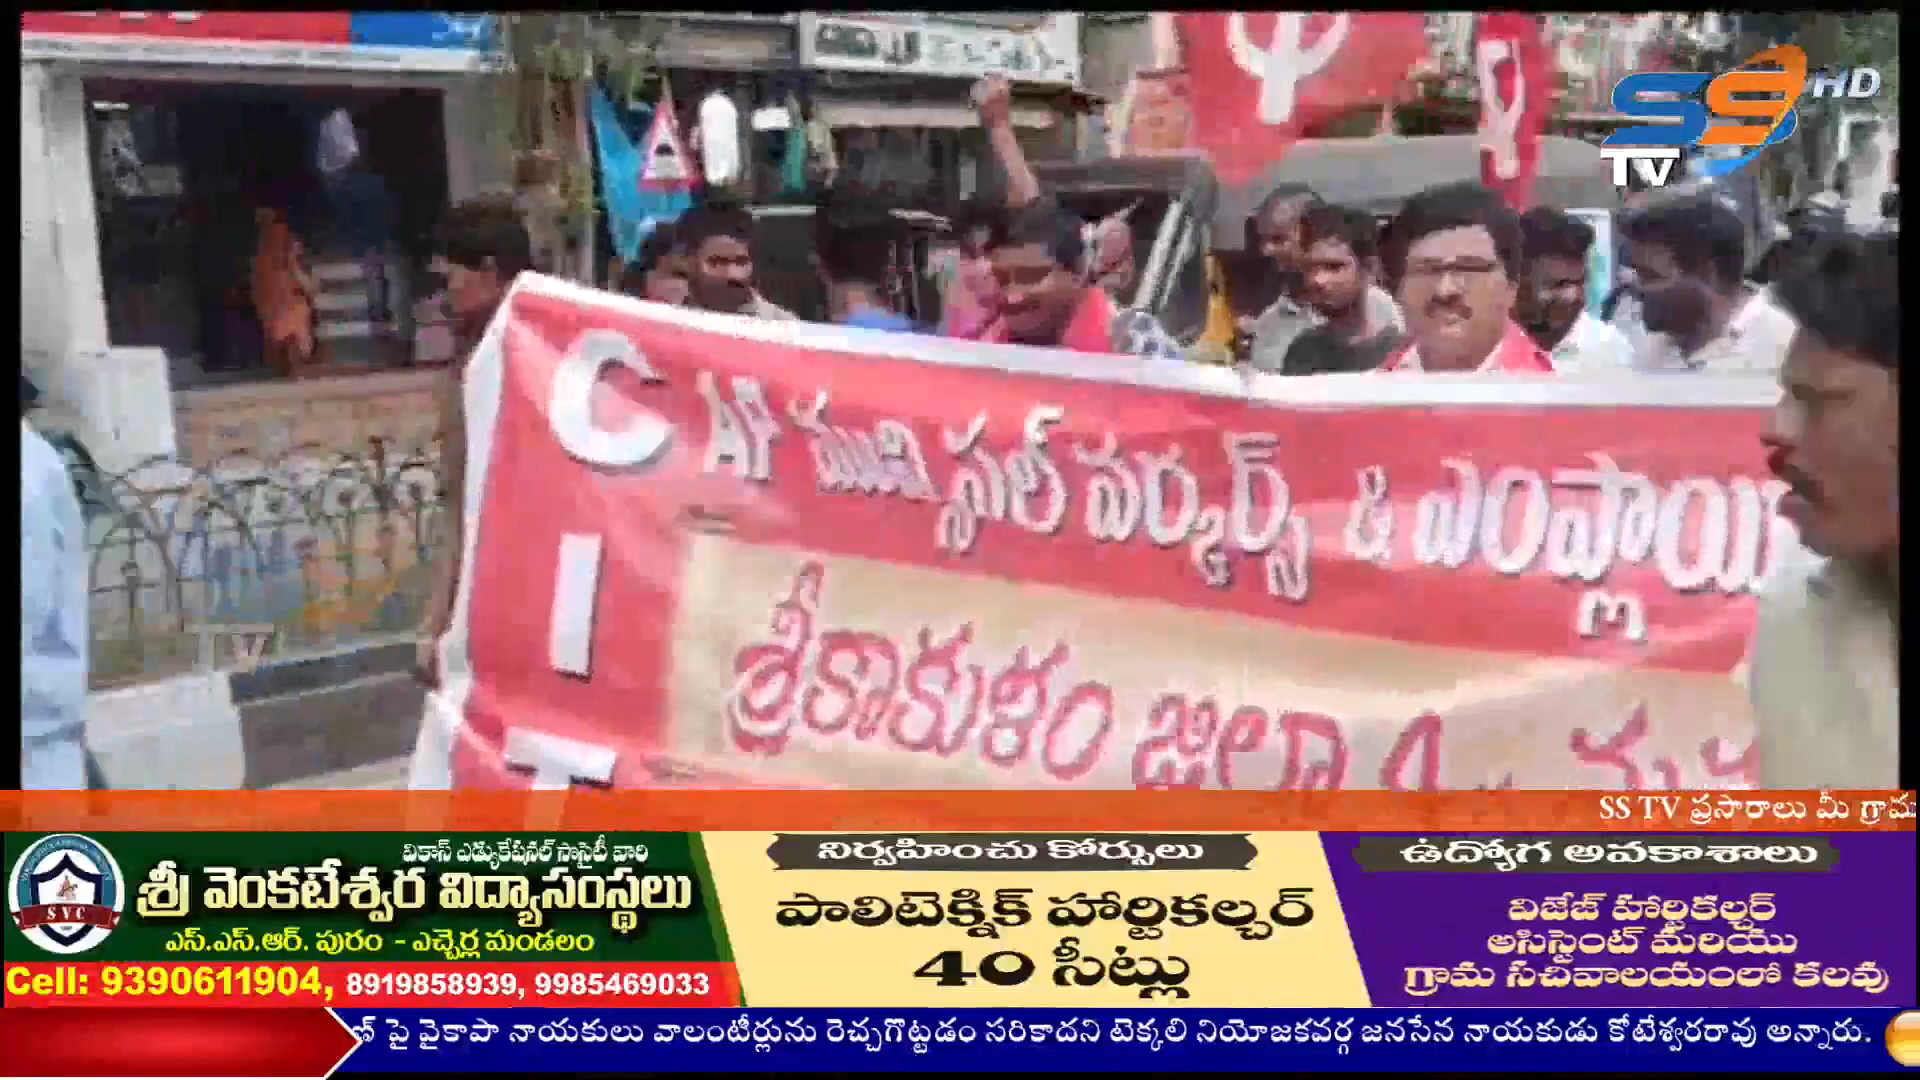 SS HD
TV
C AP మున్సిపల్ వర్కర్స్ & ఎంప్లాయి
I
శ్రీకాకుళం జిల్లా
T
SS TV ప్రసారాలు మీ గ్రామ
వికాస్ ఎడ్యుకేషనల్ సొసైటీ వారి
శ్రీ వెంకటేశ్వర విద్యాసంస్థలు
ఎస్.ఎస్.ఆర్. పురం - ఎచ్చెర్ల మండలం
SVC
Cell: 9390611904, 8919858939, 9985469033
నిర్వహించు కోర్సులు
పాలిటెక్నిక్ హార్టికల్చర్
40 సీట్లు
ఉద్యోగ అవకాశాలు
విజేజ్ హార్టికల్చర్
అసిస్టెంట్ మరియు
గ్రామ సచివాలయంలో కలవు
పై వైకాపా నాయకులు వాలంటీర్లును రెచ్చగొట్టడం సరికాదని టెక్కలి నియోజకవర్గ జనసేన నాయకుడు కోటేశ్వరరావు అన్నారు.